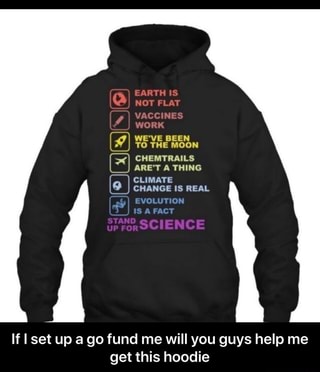 EARTH IS
NOT FLAT
VACCINES
WORK
WE'VE BEEN
TO THE MOON
CHEMTRAILS
ARE'T A THING
CLIMATE
CHANGE IS REAL
EVOLUTION
IS A FACT
STAND
UP FOR SCIENCE
If I set up a go fund me will you guys help me
get this hoodie